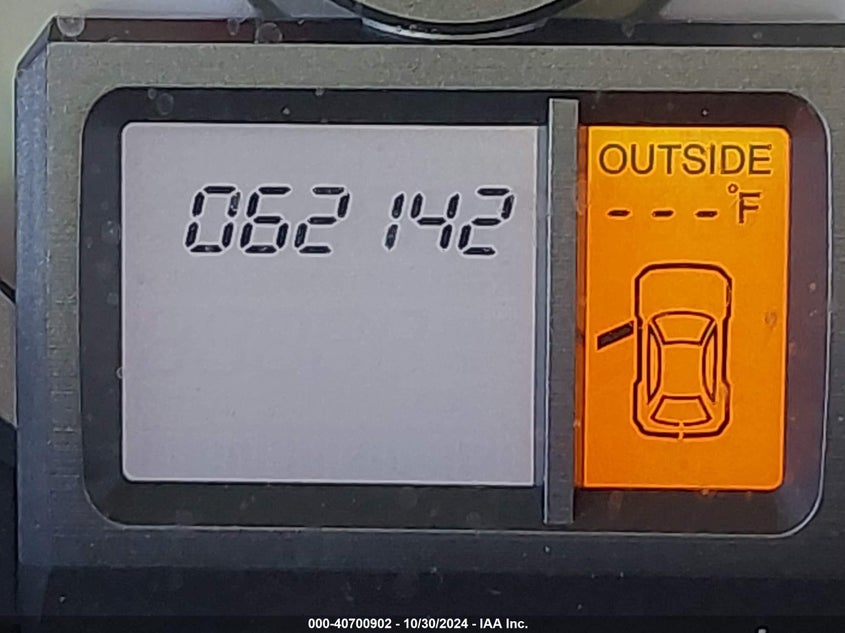 062142
OUTSIDE
---°F
000-40700902 - 10/30/2024 - IAA Inc.